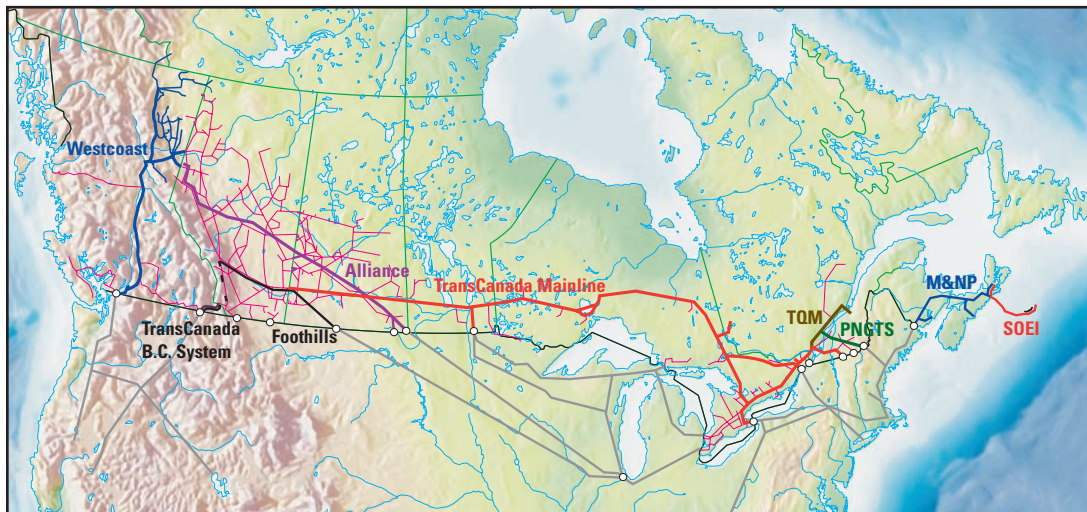 Westcoast
Alliance
TransCanada Mainline
M&NP
TQM
PNGTS
SOEI
TransCanada
B.C. System
Foothills